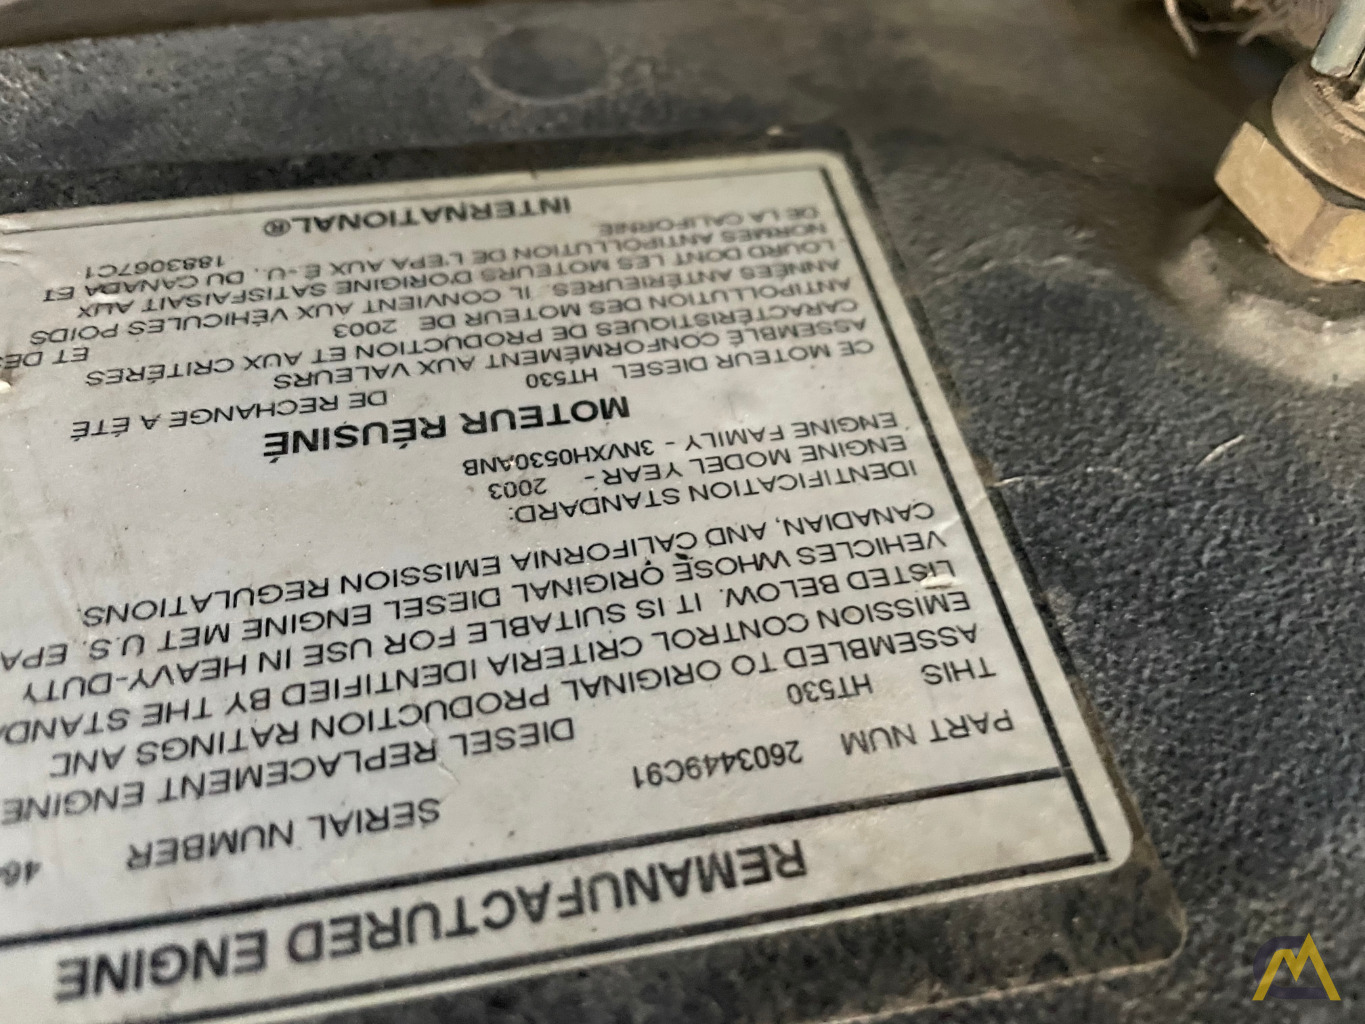 REMANUFACTURED ENGINE
PART NUM 2603449C91 SERIAL NUMBER 46
THIS HT530 DIESEL REPLACEMENT ENGINE
ASSEMBLED TO ORIGINAL PRODUCTION RATINGS AND
EMISSION CONTROL CRITERIA IDENTIFIED BY THE STANDA
LISTED BELOW. IT IS SUITABLE FOR USE IN HEAVY-DUTY
VEHICLES WHOSE ORIGINAL DIESEL ENGINE MET U.S. EPA
CANADIAN, AND CALIFORNIA EMISSION REGULATIONS.
IDENTIFICATION STANDARD:
ENGINE MODEL YEAR - 2003
ENGINE FAMILY - 3NVXH0530ANB
MOTEUR RÉUSINÉ
CE MOTEUR DIESEL HT530 DE RECHANGE A ÉTÉ
ASSEMBLÉ CONFORMÉMENT AUX VALEURS
CARACTÉRISTIQUES DE PRODUCTION ET AUX CRITÈRES
ANTIPOLLUTION DES MOTEUR DE 2003 ET DES
ANNÉES ANTÉRIEURES. IL CONVIENT AUX VÉHICULES POIDS
LOURD DONT LES MOTEURS D'ORIGINE SATISFAISAIT AUX
NORMES ANTIPOLLUTION DE L'EPA AUX É.-U., DU CANADA ET
DE LA CALIFORNIE. 1883067C1
INTERNATIONAL®